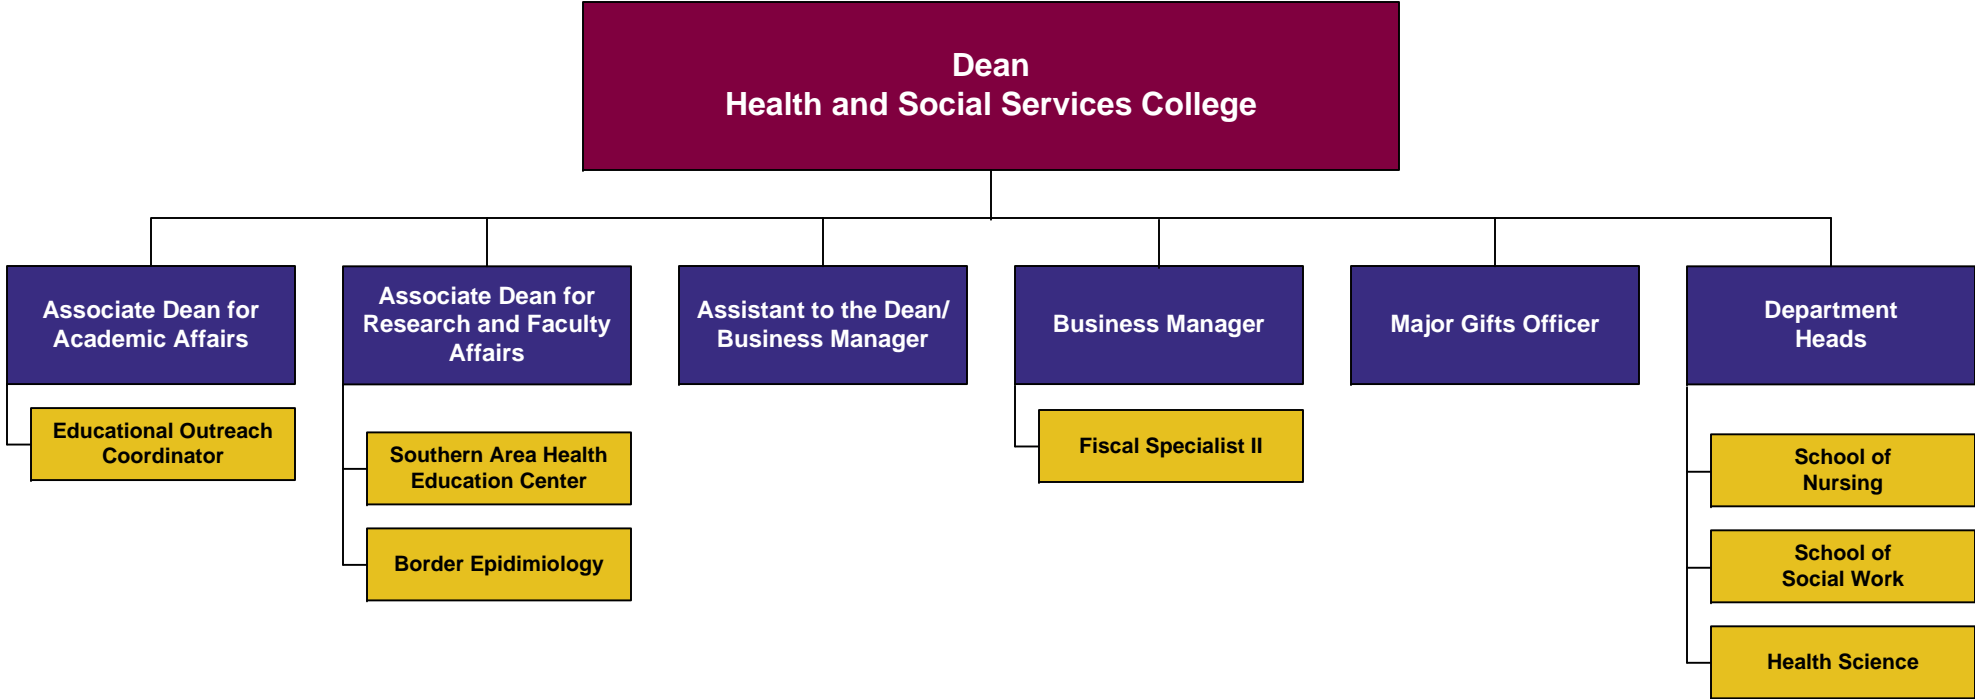 Dean
Health and Social Services College
Associate Dean for
Academic Affairs
Associate Dean for
Research and Faculty
Affairs
Assistant to the Dean/
Business Manager
Business Manager
Major Gifts Officer
Department
Heads
Educational Outreach
Coordinator
Southern Area Health
Education Center
Border Epidimiology
Fiscal Specialist II
School of
Nursing
School of
Social Work
Health Science